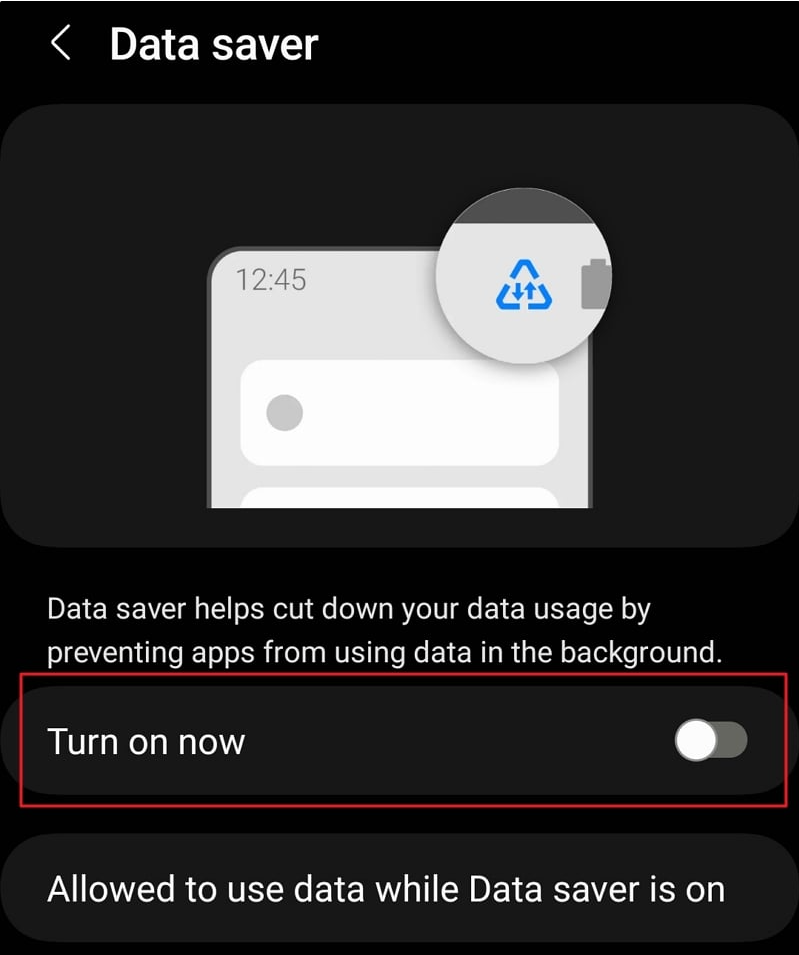 Data saver
12:45
Data saver helps cut down your data usage by
preventing apps from using data in the background.
Turn on now
Allowed to use data while Data saver is on